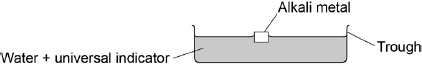 Alkali metal
Trough
Water + universal indicator